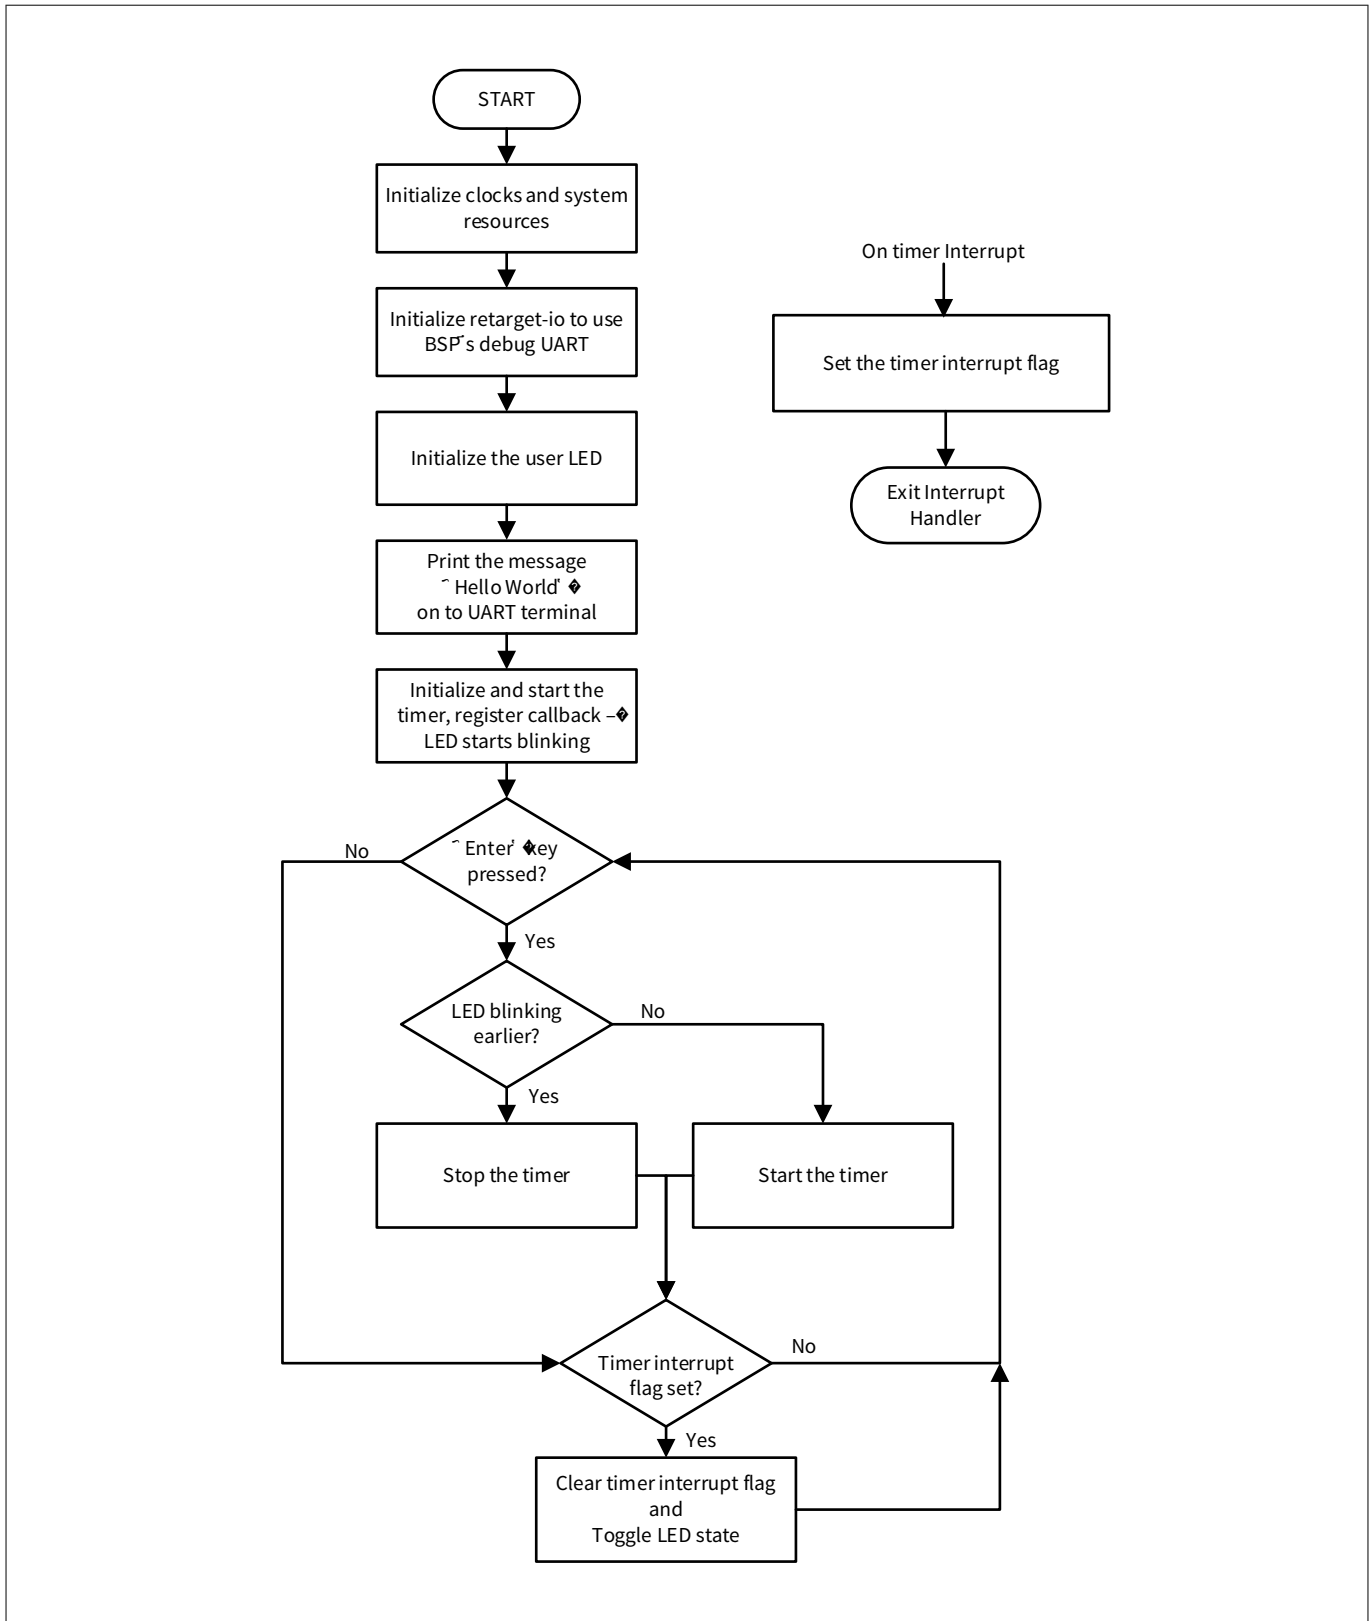 START
Initialize clocks and system
resources
Initialize retarget-io to use
BSP's debug UART
Initialize the user LED
Print the message
Hello World
on to UART terminal
Initialize and start the
timer, register callback –�
LED starts blinking
Enter �key
pressed?
No
Yes
LED blinking
earlier?
No
Yes
Stop the timer
Start the timer
Timer interrupt
flag set?
No
Yes
Clear timer interrupt flag
and
Toggle LED state
On timer Interrupt
Set the timer interrupt flag
Exit Interrupt
Handler